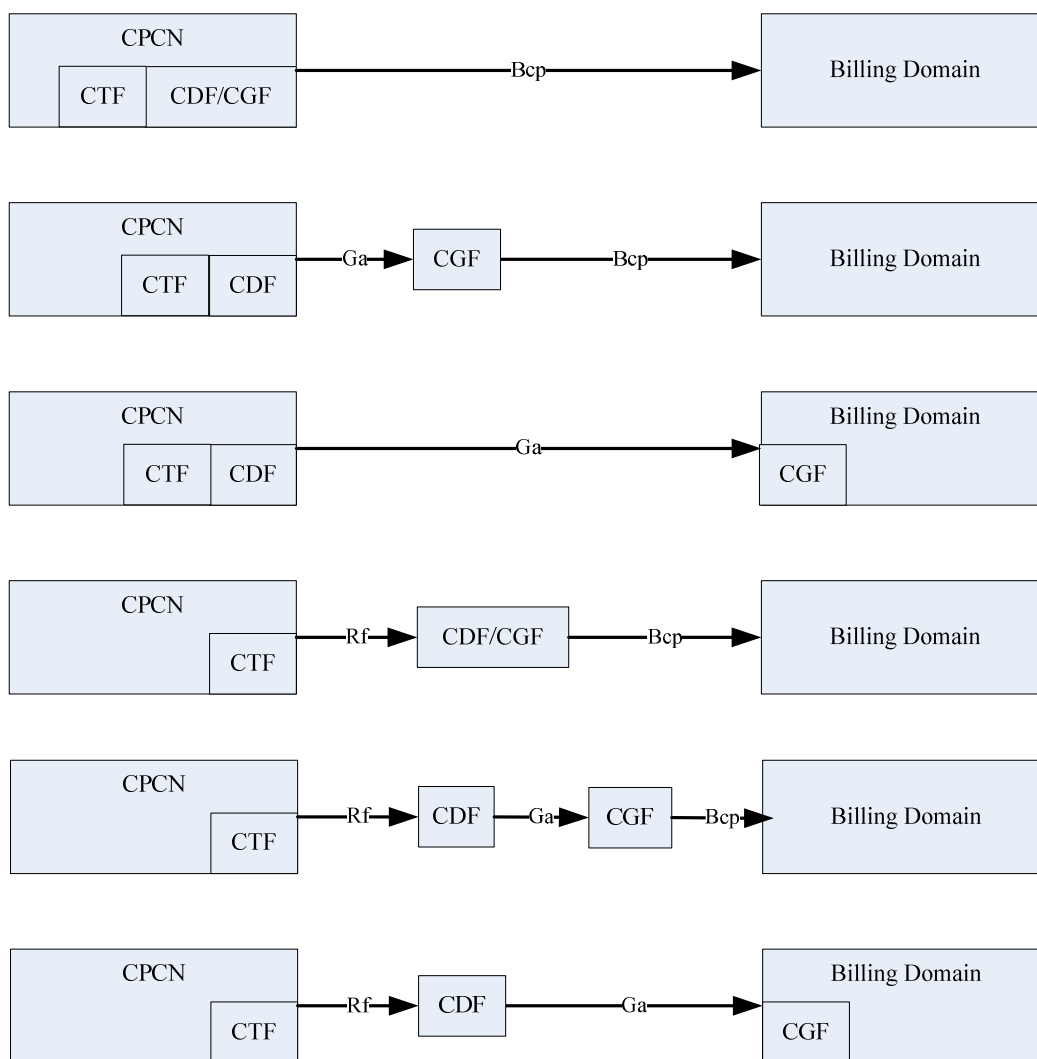 CPCN
CTF
CDF/CGF
Bcp
Billing Domain
CPCN
CTF
CDF
Ga
CGF
Bcp
Billing Domain
CPCN
CTF
CDF
Ga
Billing Domain
CGF
CPCN
CTF
Rf
CDF/CGF
Bcp
Billing Domain
CPCN
CTF
Rf
CDF
Ga
CGF
Bcp
Billing Domain
CPCN
CTF
Rf
CDF
Ga
Billing Domain
CGF